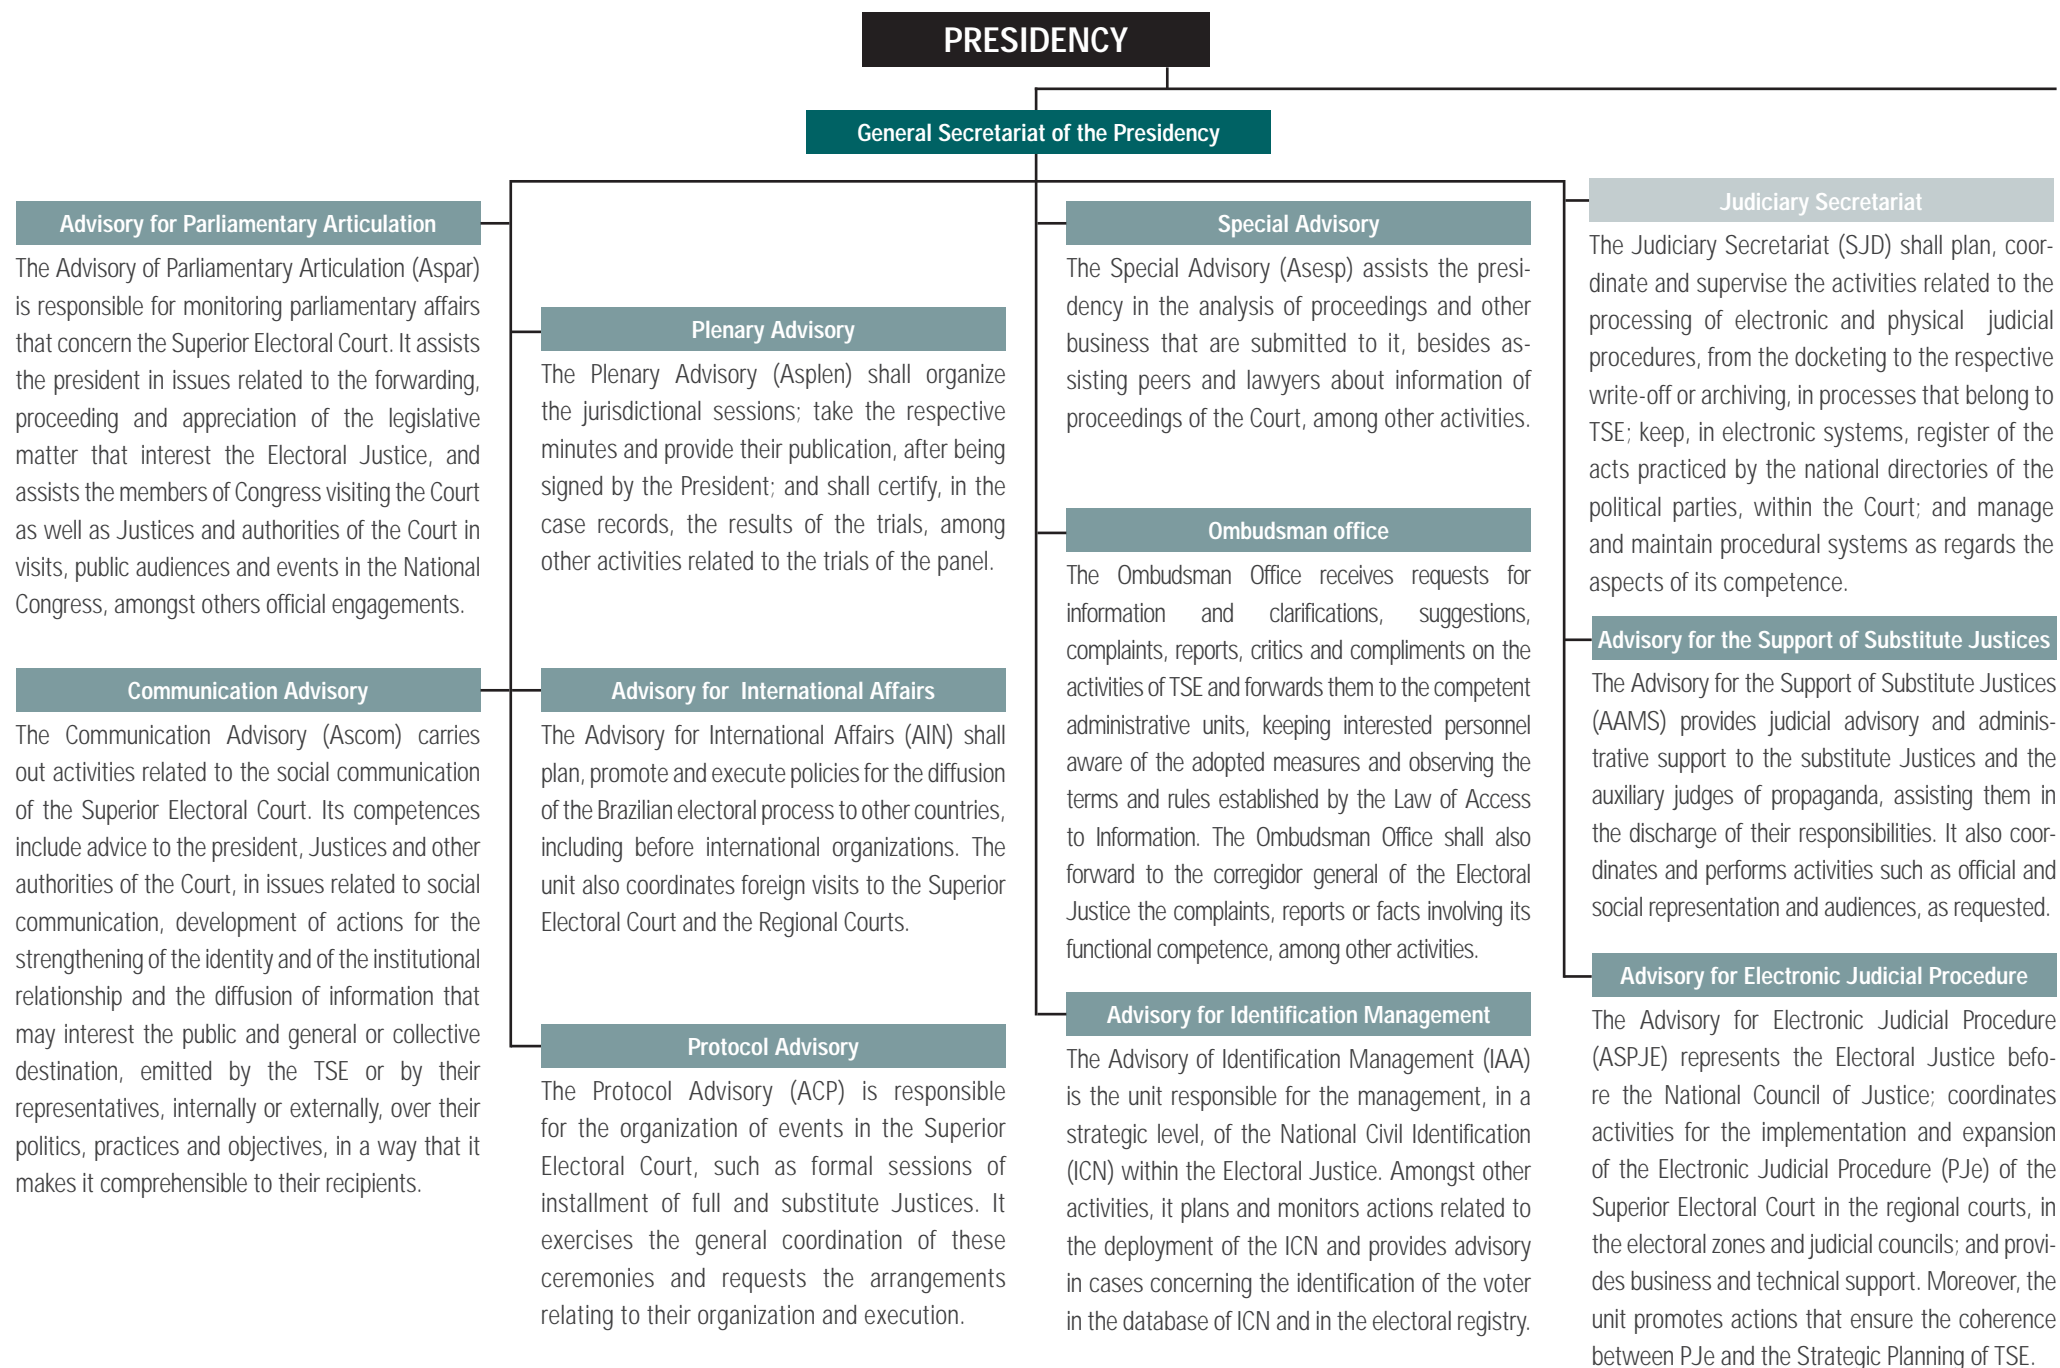 PRESIDENCY
General Secretariat of the Presidency
Advisory for Parliamentary Articulation
The Advisory of Parliamentary Articulation (Aspar)
is responsible for monitoring parliamentary affairs
that concern the Superior Electoral Court. It assists
the president in issues related to the forwarding,
proceeding and appreciation of the legislative
matter that interest the Electoral Justice, and
assists the members of Congress visiting the Court
as well as Justices and authorities of the Court in
visits, public audiences and events in the National
Congress, amongst others official engagements.
Communication Advisory
The Communication Advisory (Ascom) carries
out activities related to the social communication
of the Superior Electoral Court. Its competences
include advice to the president, Justices and other
authorities of the Court, in issues related to social
communication, development of actions for the
strengthening of the identity and of the institutional
relationship and the diffusion of information that
may interest the public and general or collective
destination, emitted by the TSE or by their
representatives, internally or externally, over their
politics, practices and objectives, in a way that it
makes it comprehensible to their recipients.
Plenary Advisory
The Plenary Advisory (Asplen) shall organize
the jurisdictional sessions; take the respective
minutes and provide their publication, after being
signed by the President; and shall certify, in the
case records, the results of the trials, among
other activities related to the trials of the panel.
Advisory for International Affairs
The Advisory for International Affairs (AIN) shall
plan, promote and execute policies for the diffusion
of the Brazilian electoral process to other countries,
including before international organizations. The
unit also coordinates foreign visits to the Superior
Electoral Court and the Regional Courts.
Protocol Advisory
The Protocol Advisory (ACP) is responsible
for the organization of events in the Superior
Electoral Court, such as formal sessions of
installment of full and substitute Justices. It
exercises the general coordination of these
ceremonies and requests the arrangements
relating to their organization and execution.
Special Advisory
The Special Advisory (Asesp) assists the presi-
dency in the analysis of proceedings and other
business that are submitted to it, besides as-
sisting peers and lawyers about information of
proceedings of the Court, among other activities.
Ombudsman office
The Ombudsman Office receives requests for
information and clarifications, suggestions,
complaints, reports, critics and compliments on the
activities of TSE and forwards them to the competent
administrative units, keeping interested personnel
aware of the adopted measures and observing the
terms and rules established by the Law of Access
to Information. The Ombudsman Office shall also
forward to the corregidor general of the Electoral
Justice the complaints, reports or facts involving its
functional competence, among other activities.
Advisory for Identification Management
The Advisory of Identification Management (IAA)
is the unit responsible for the management, in a
strategic level, of the National Civil Identification
(ICN) within the Electoral Justice. Amongst other
activities, it plans and monitors actions related to
the deployment of the ICN and provides advisory
in cases concerning the identification of the voter
in the database of ICN and in the electoral registry.
Judiciary Secretariat
The Judiciary Secretariat (SJD) shall plan, coor-
dinate and supervise the activities related to the
processing of electronic and physical judicial
procedures, from the docketing to the respective
write-off or archiving, in processes that belong to
TSE; keep, in electronic systems, register of the
acts practiced by the national directories of the
political parties, within the Court; and manage
and maintain procedural systems as regards the
aspects of its competence.
Advisory for the Support of Substitute Justices
The Advisory for the Support of Substitute Justices
(AAMS) provides judicial advisory and adminis-
trative support to the substitute Justices and the
auxiliary judges of propaganda, assisting them in
the discharge of their responsibilities. It also coor-
dinates and performs activities such as official and
social representation and audiences, as requested.
Advisory for Electronic Judicial Procedure
The Advisory for Electronic Judicial Procedure
(ASPJE) represents the Electoral Justice befo-
re the National Council of Justice; coordinates
activities for the implementation and expansion
of the Electronic Judicial Procedure (PJe) of the
Superior Electoral Court in the regional courts, in
the electoral zones and judicial councils; and provi-
des business and technical support. Moreover, the
unit promotes actions that ensure the coherence
between PJe and the Strategic Planning of TSE.